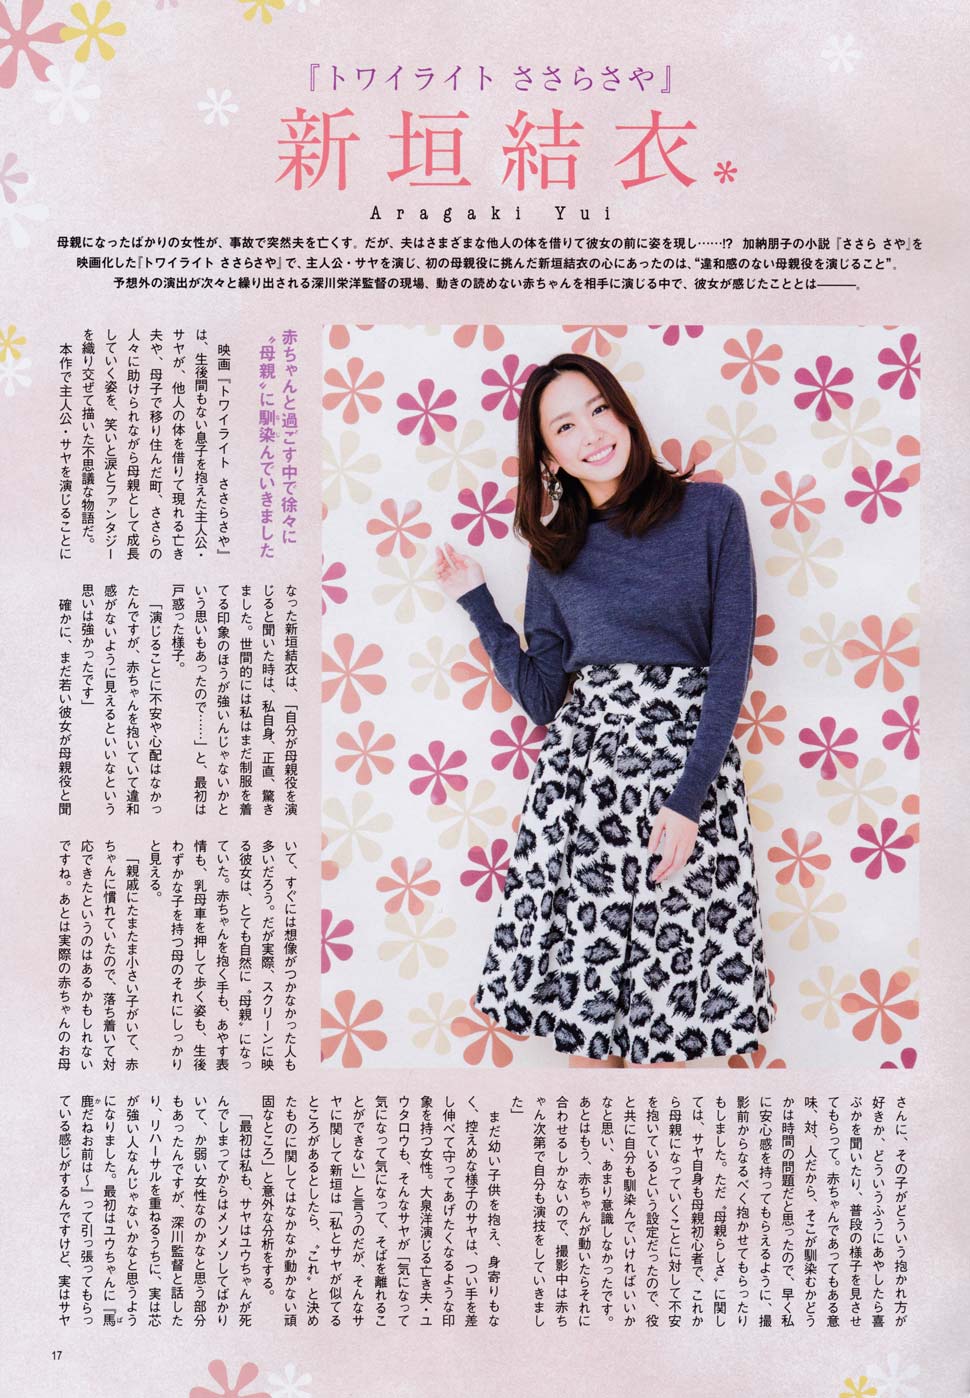 『トワイライト ささらさや』
新垣結衣
Aragaki Yui
母親になったばかりの女性が、事故で突然夫を亡くす。だが、夫はさまざまな他人の体を借りて彼女の前に姿を現し……!? 加納朋子の小説『ささら さや』を
映画化した『トワイライト ささらさや』で、主人公・サヤを演じ、初の母親役に挑んだ新垣結衣の心にあったのは、“違和感のない母親役を演じること”。
予想外の演出が次々と繰り出される深川栄洋監督の現場、動きの読めない赤ちゃんを相手に演じる中で、彼女が感じたこととは―――。
赤ちゃんと過ごす中で徐々に
〝母親〟に馴染んでいきました
映画『トワイライト ささらさや』
は、生後間もない息子を抱えた主人公・
サヤが、他人の体を借りて現れる亡き
夫や、母子で移り住んだ町、ささらの
人々に助けられながら母親として成長
していく姿を、笑いと涙とファンタジー
を織り交ぜて描いた不思議な物語だ。
本作で主人公・サヤを演じることに
なった新垣結衣は、「自分が母親役を演
じると聞いた時は、私自身、正直、驚き
ました。世間的には私はまだ制服を着
てる印象のほうが強いんじゃないかと
いう思いもあったので……」と、最初は
戸惑った様子。
「演じることに不安や心配はなかっ
たんですが、赤ちゃんを抱いていて違和
感がないように見えるといいなという
思いは強かったです」
確かに、まだ若い彼女が母親役と聞
いて、すぐには想像がつかなかった人も
多いだろう。だが実際、スクリーンに映
る彼女は、とても自然に〝母親〟になっ
ていた。赤ちゃんを抱く手も、あやす表
情も、乳母車を押して歩く姿も、生後
わずかな子を持つ母のそれにしっかり
と見える。
「親戚にたまたま小さい子がいて、赤
ちゃんに慣れていたので、落ち着いて対
応できたというのはあるかもしれない
ですね。あとは実際の赤ちゃんのお母
さんに、その子がどういう抱かれ方が
好きか、どういうふうにあやしたら喜
ぶかを聞いたり、普段の様子を見させ
てもらって。赤ちゃんであってもある意
味、対、人だから、そこが馴染むかどう
かは時間の問題だと思ったので、早く私
に安心感を持ってもらえるように、撮
影前からなるべく抱かせてもらったり
もしました。ただ〝母親らしさ〟に関し
ては、サヤ自身も母親初心者で、これか
ら母親になっていくことに対して不安
を抱いているという設定だったので、役
と共に自分も馴染んでいければいいか
なと思い、あまり意識しなかったです。
あとはもう、赤ちゃんが動いたらそれに
合わせるしかないので、撮影中は赤ち
ゃん次第で自分も演技をしていきまし
た」
まだ幼い子供を抱え、身寄りもな
く、控えめな様子のサヤは、つい手を差
し伸べて守ってあげたくなるような印
象を持つ女性。大泉洋演じる亡き夫・ユ
ウタロウも、そんなサヤが「気になって
気になって気になって、そばを離れるこ
とができない」と言うのだが、そんなサ
ヤに関して新垣は「私とサヤが似てる
ところがあるとしたら、〝これ〟と決め
たものに関してはなかなか動かない頑
固なところ」と意外な分析をする。
「最初は私も、サヤはユウちゃんが死
んでしまってからはメソメソしてばかり
いて、か弱い女性なのかなと思う部分
もあったんですが、深川監督と話した
り、リハーサルを重ねるうちに、実は芯
が強い人なんじゃないかなと思うよう
になりました。最初はユウちゃんに『馬
鹿だねお前は〜』って引っ張ってもらっ
ている感じがするんですけど、実はサヤ
17